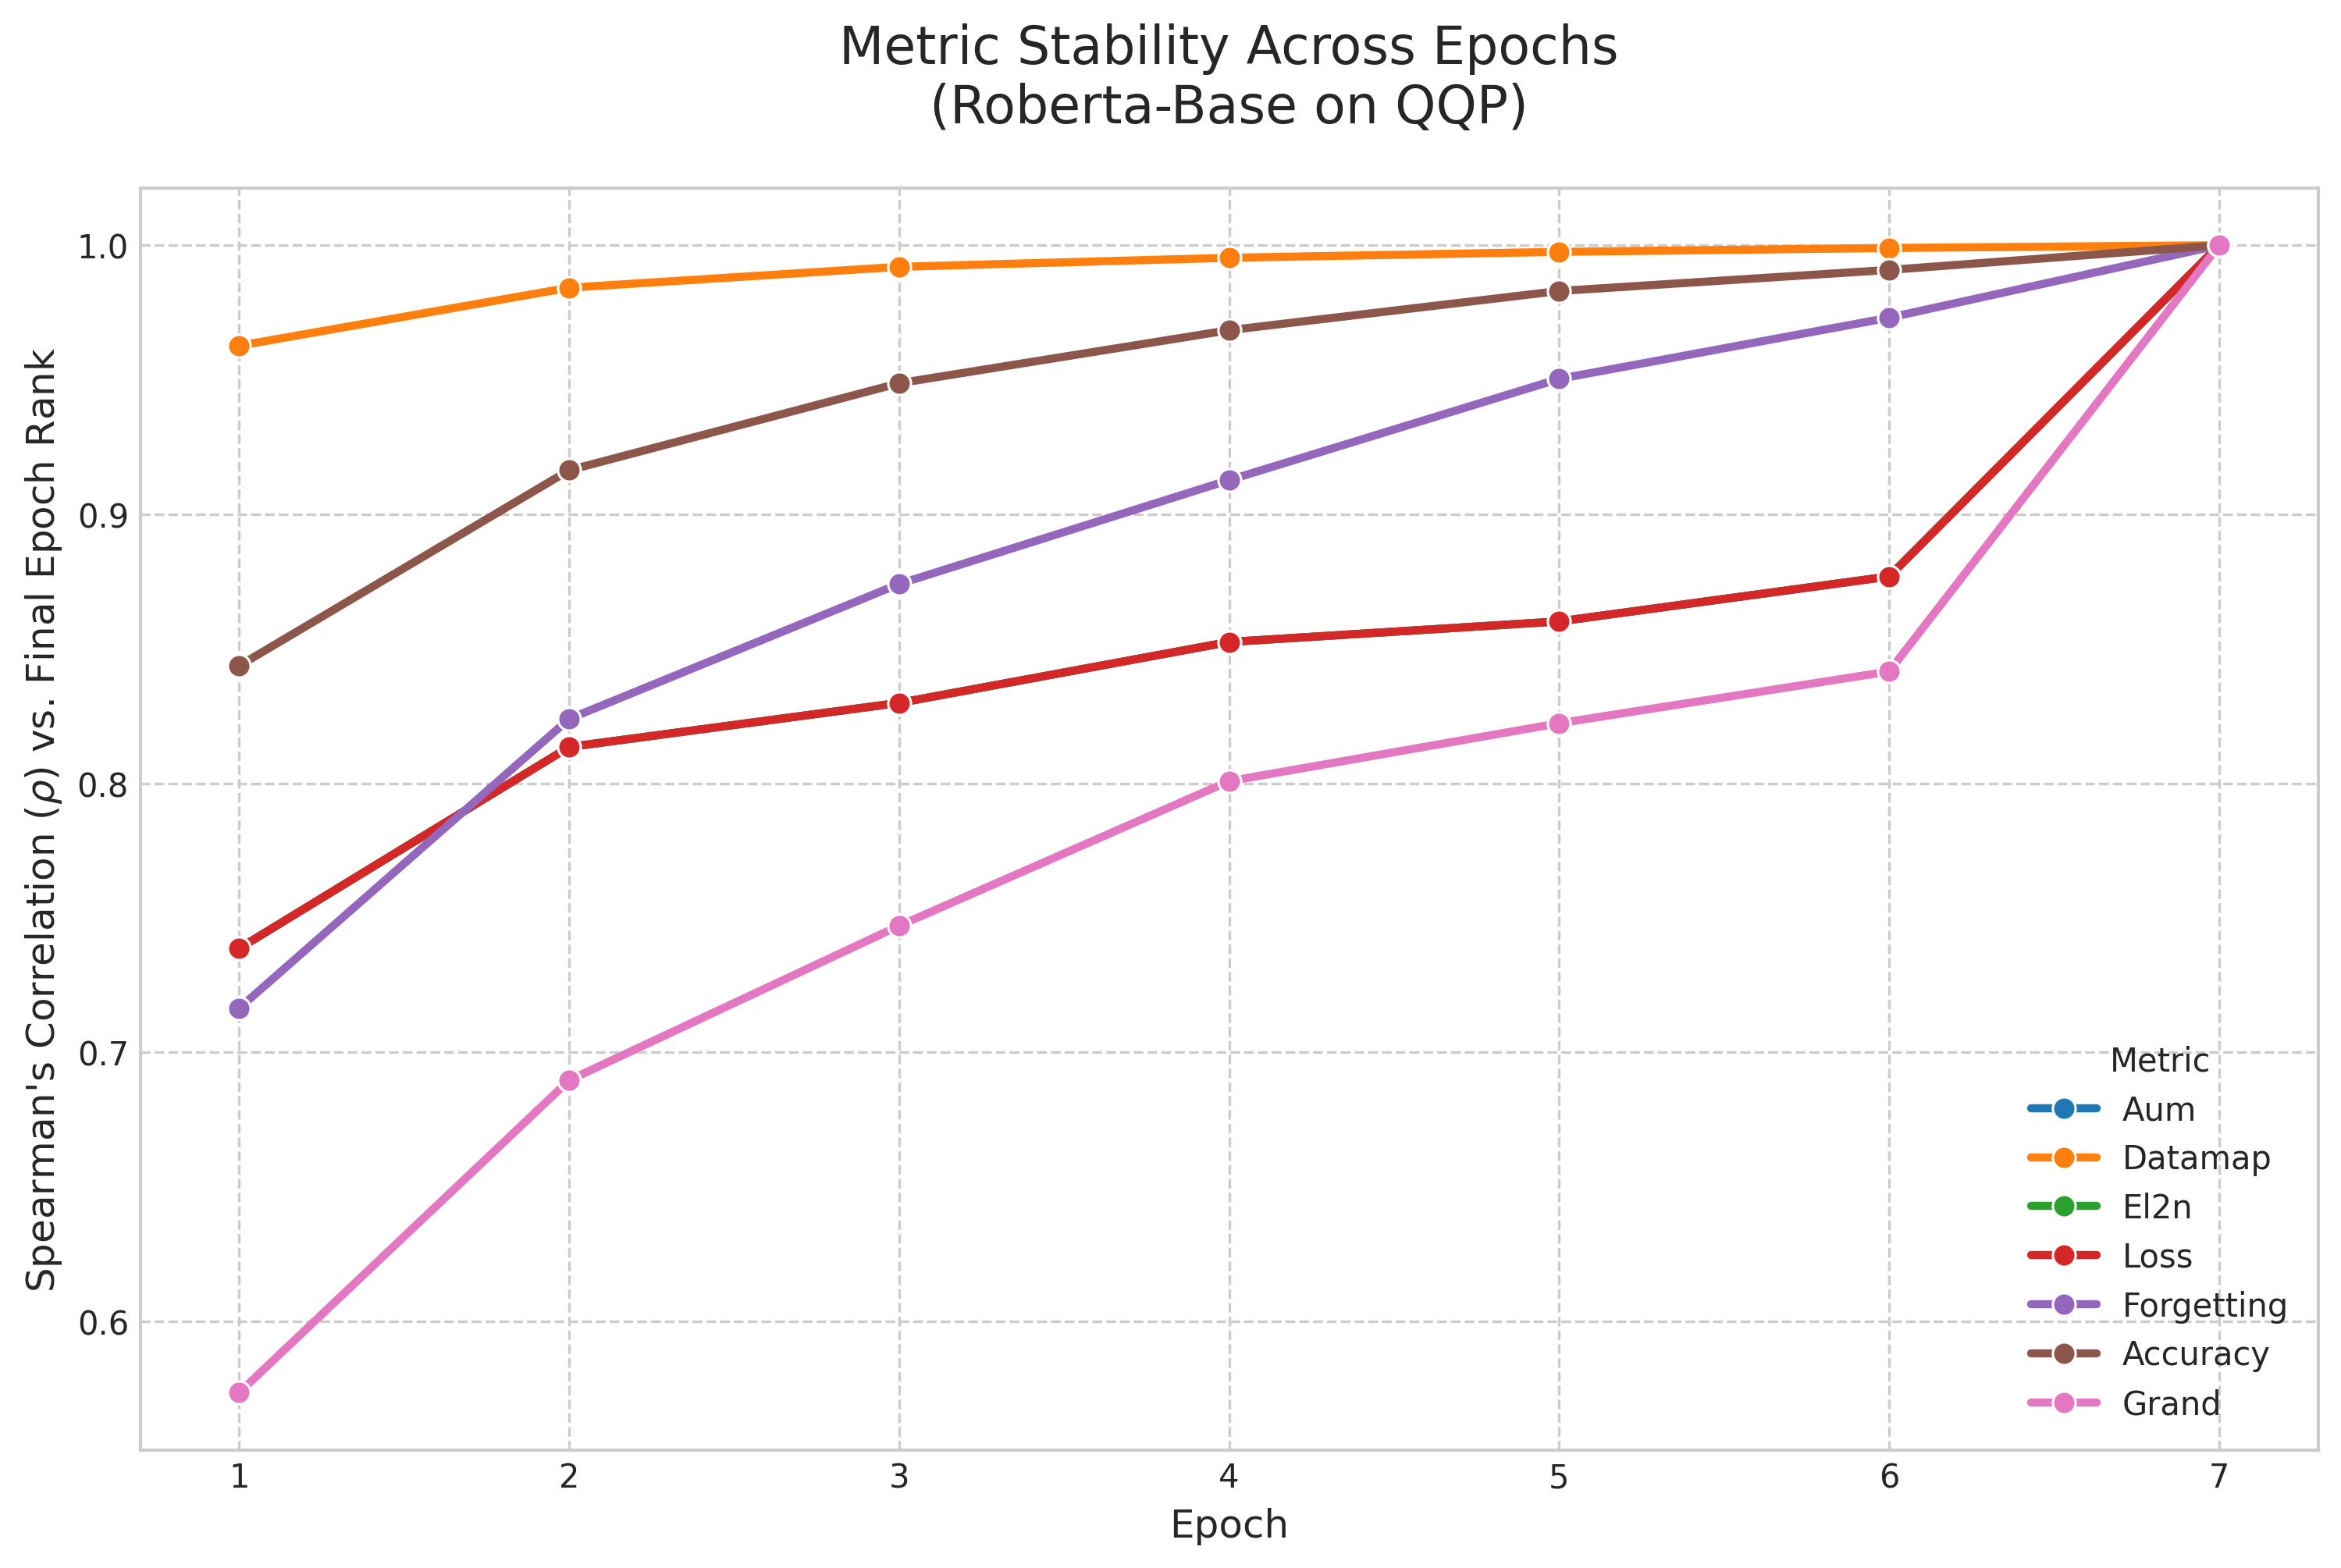 Metric Stability Across Epochs
(Roberta-Base on QQP)
Spearman's Correlation (ρ) vs. Final Epoch Rank
1.0
0.9
0.8
0.7
0.6
1 2 3 4 5 6 7
Epoch
Metric
Aum
Datamap
El2n
Loss
Forgetting
Accuracy
Grand